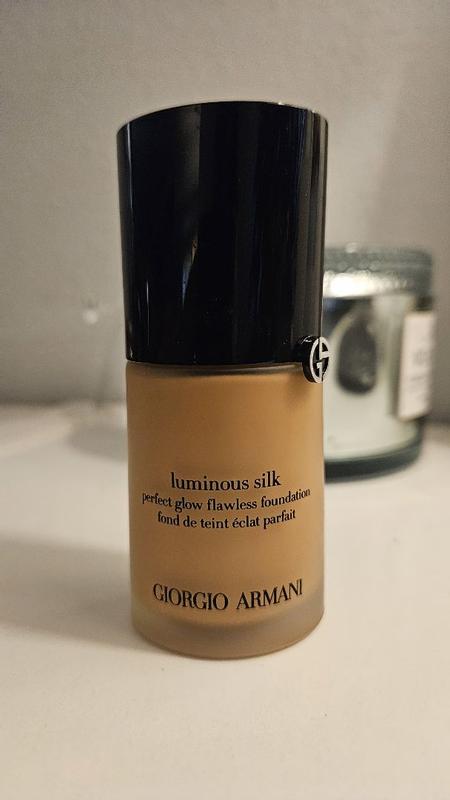 luminous silk
perfect glow flawless foundation
fond de teint éclat parfait
GIORGIO ARMANI